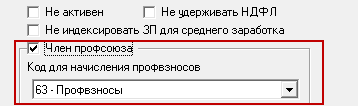 Не активен Не удерживать НДФЛ
Не индексировать ЗП для среднего заработка
Член профсоюза
Код для начисления профвзносов
63 - Профвзносы